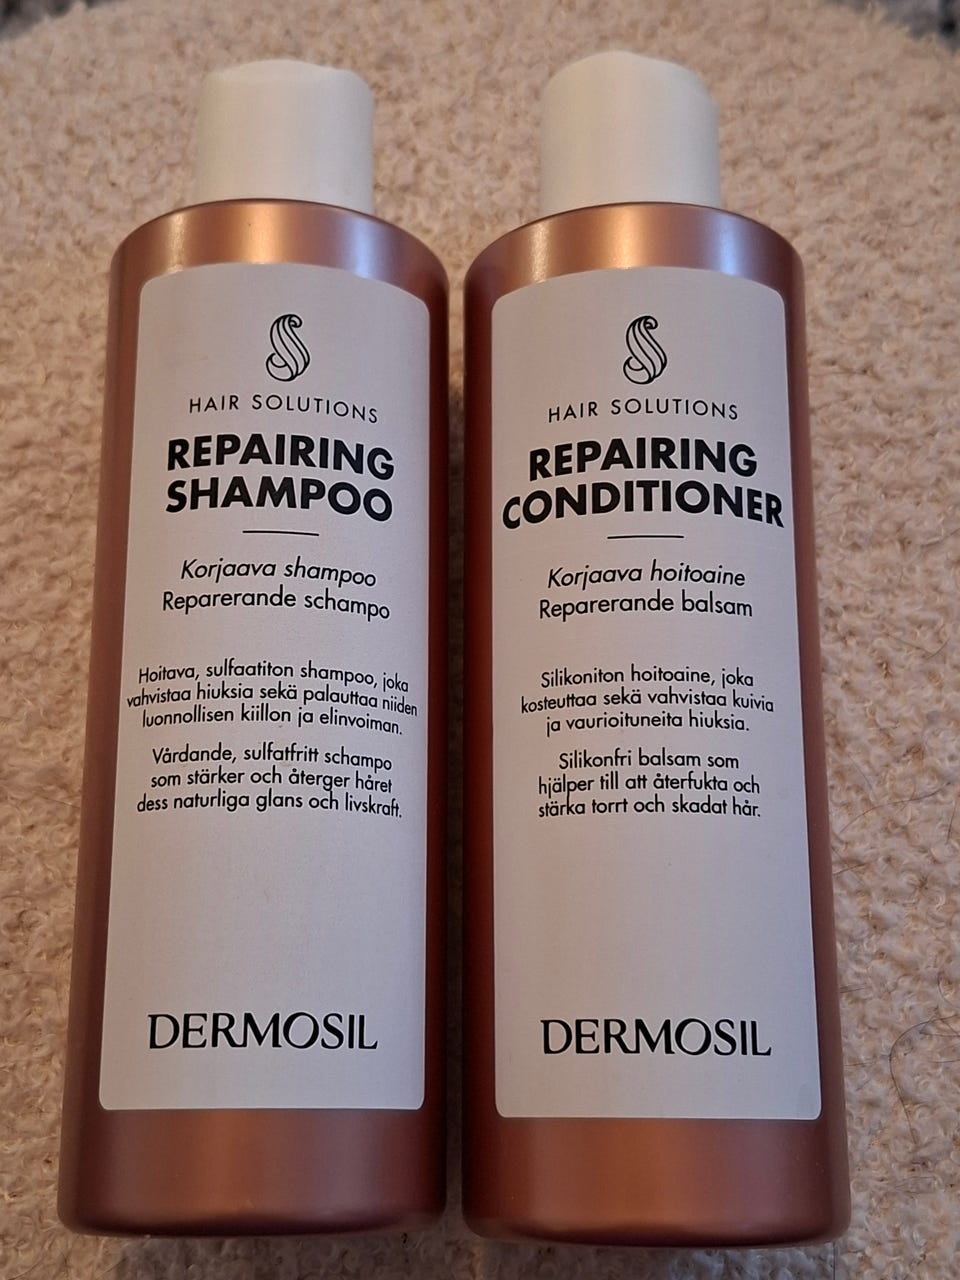 HAIR SOLUTIONS
REPAIRING
SHAMPOO
Korjaava shampoo
Reparerande schampo
Hoitava, sulfaatiton shampoo, joka
vahvistaa hiuksia sekä palauttaa niiden
luonnollisen kiillon ja elinvoiman.
Vårdande, sulfatfritt schampo
som stärker och återger håret
dess naturliga glans och livskraft.
DERMOSIL
HAIR SOLUTIONS
REPAIRING
CONDITIONER
Korjaava hoitoaine
Reparerande balsam
Silikoniton hoitoaine, joka
kosteuttaa sekä vahvistaa kuivia
ja vaurioituneita hiuksia.
Silikonfri balsam som
hjälper till att återfukta och
stärka torrt och skadat hår.
DERMOSIL